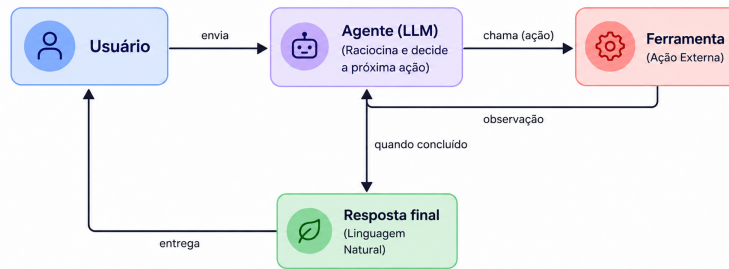 Usuário
envia
Agente (LLM)
(Raciocina e decide
a próxima ação)
chama (ação)
Ferramenta
(Ação Externa)
observação
quando concluído
Resposta final
(Linguagem
Natural)
entrega